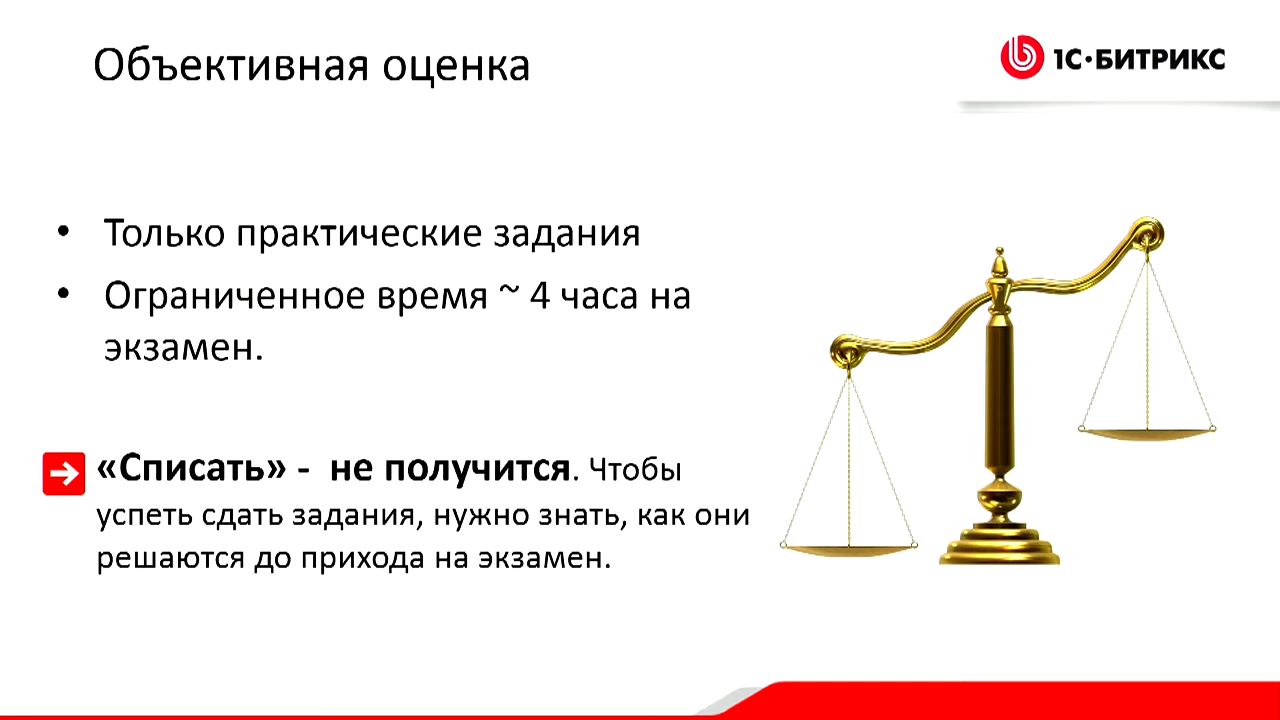 Объективная оценка
1С·БИТРИКС
• Только практические задания
• Ограниченное время ~ 4 часа на
экзамен.
«Списать» - не получится. Чтобы
успеть сдать задания, нужно знать, как они
решаются до прихода на экзамен.